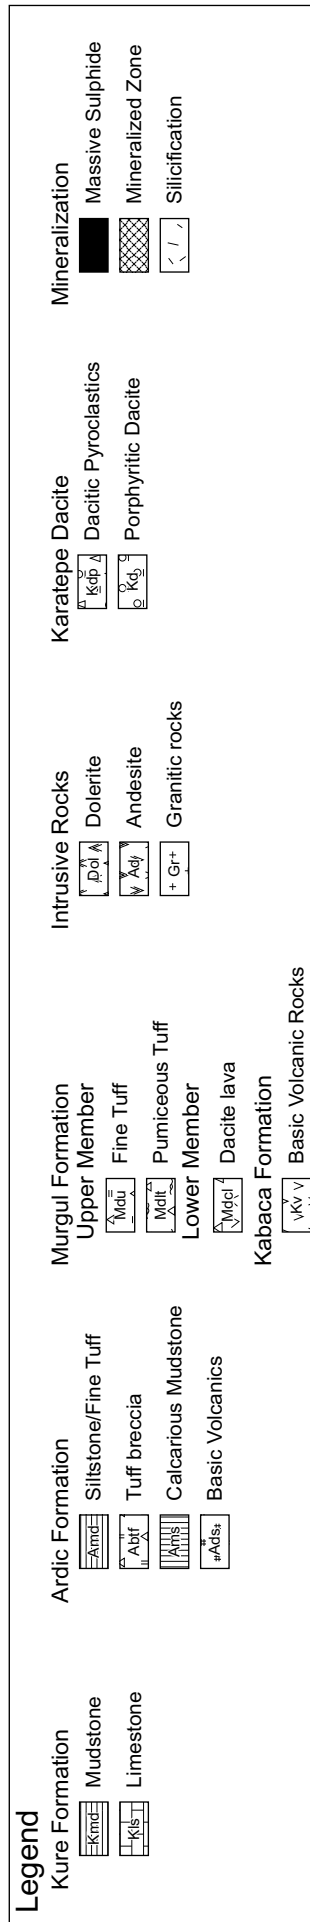 Legend
Kure Formation
Kmd Mudstone
Kls Limestone
Ardic Formation
Amd Siltstone/Fine Tuff
Abtf Tuff breccia
Ams Calcarious Mudstone
Ads Basic Volcanics
Murgul Formation
Upper Member
Mdu Fine Tuff
Mdlt Pumiceous Tuff
Lower Member
Mdcl Dacite lava
Kabaca Formation
Kv Basic Volcanic Rocks
Intrusive Rocks
Dol Dolerite
Ad Andesite
Gr Granitic rocks
Karatepe Dacite
Kdp Dacitic Pyroclastics
Kd Porphyritic Dacite
Mineralization
Massive Sulphide
Mineralized Zone
Silicification